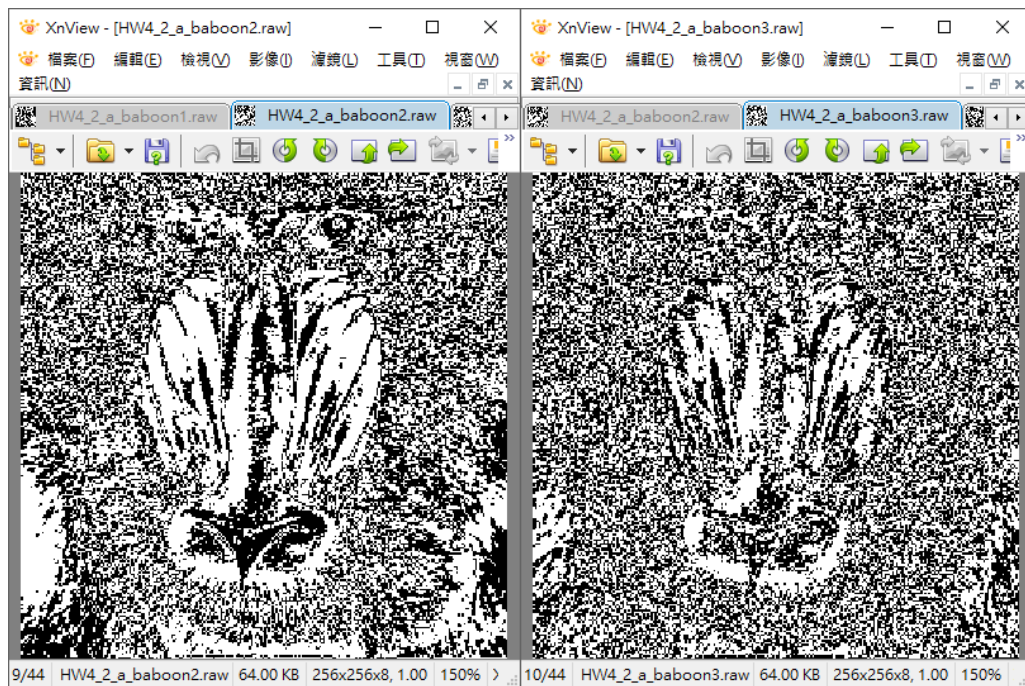 XnView - [HW4_2_a_baboon2.raw]
檔案(F) 編輯(E) 檢視(V) 影像(I) 濾鏡(L) 工具(T) 視窗(W)
資訊(N)
HW4_2_a_baboon1.raw HW4_2_a_baboon2.raw
9/44 HW4_2_a_baboon2.raw 64.00 KB 256x256x8, 1.00 150%
XnView - [HW4_2_a_baboon3.raw]
檔案(F) 編輯(E) 檢視(V) 影像(I) 濾鏡(L) 工具(T) 視窗(W)
資訊(N)
HW4_2_a_baboon2.raw HW4_2_a_baboon3.raw
10/44 HW4_2_a_baboon3.raw 64.00 KB 256x256x8, 1.00 150%